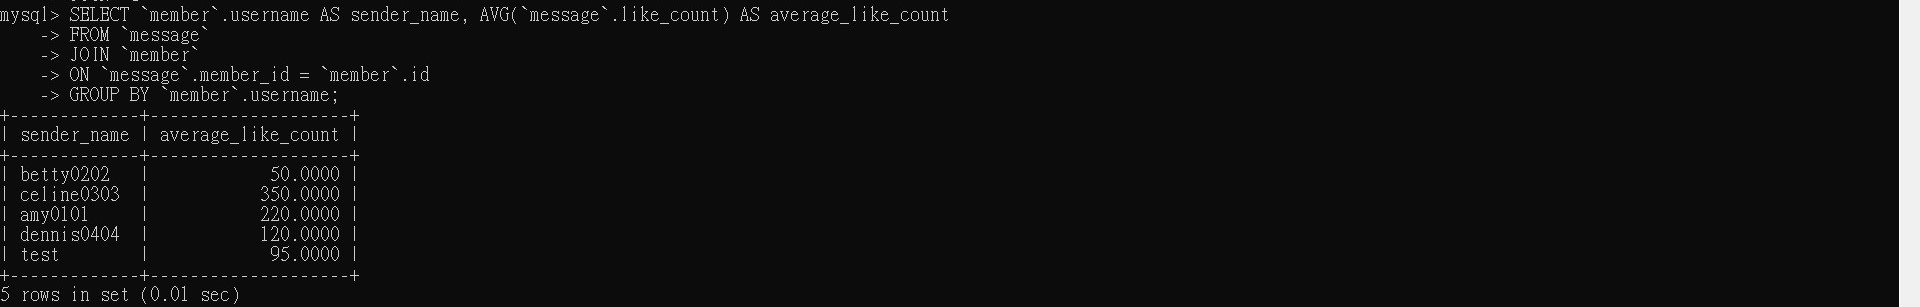 mysql> SELECT `member`.username AS sender_name, AVG(`message`.like_count) AS average_like_count
    -> FROM `message`
    -> JOIN `member`
    -> ON `message`.member_id = `member`.id
    -> GROUP BY `member`.username;
+-------------+--------------------+
| sender_name | average_like_count |
+-------------+--------------------+
| betty0202   |            50.0000 |
| celine0303  |           350.0000 |
| amy0101     |           220.0000 |
| dennis0404  |           120.0000 |
| test        |            95.0000 |
+-------------+--------------------+
5 rows in set (0.01 sec)